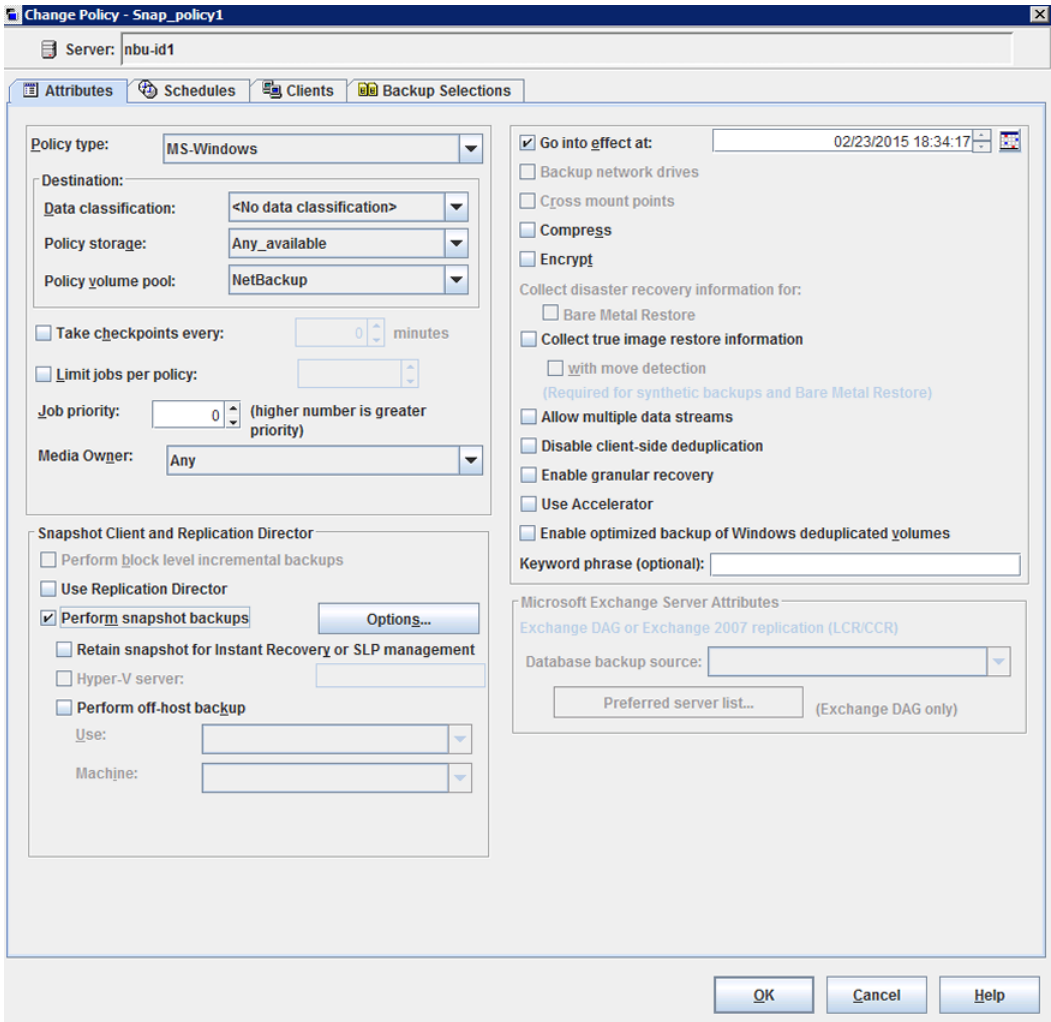 Change Policy - Snap_policy1
Server: nbu-id1
Attributes Schedules Clients Backup Selections
Policy type: MS-Windows
Destination:
Data classification: <No data classification>
Policy storage: Any_available
Policy volume pool: NetBackup
Take checkpoints every: 0 minutes
Limit jobs per policy:
Job priority: 0 (higher number is greater
priority)
Media Owner: Any
Snapshot Client and Replication Director
Perform block level incremental backups
Use Replication Director
Perform snapshot backups Options...
Retain snapshot for Instant Recovery or SLP management
Hyper-V server:
Perform off-host backup
Use:
Machine:
Go into effect at: 02/23/2015 18:34:17
Backup network drives
Cross mount points
Compress
Encrypt
Collect disaster recovery information for:
Bare Metal Restore
Collect true image restore information
with move detection
(Required for synthetic backups and Bare Metal Restore)
Allow multiple data streams
Disable client-side deduplication
Enable granular recovery
Use Accelerator
Enable optimized backup of Windows deduplicated volumes
Keyword phrase (optional):
Microsoft Exchange Server Attributes
Exchange DAG or Exchange 2007 replication (LCR/CCR)
Database backup source:
Preferred server list... (Exchange DAG only)
OK Cancel Help